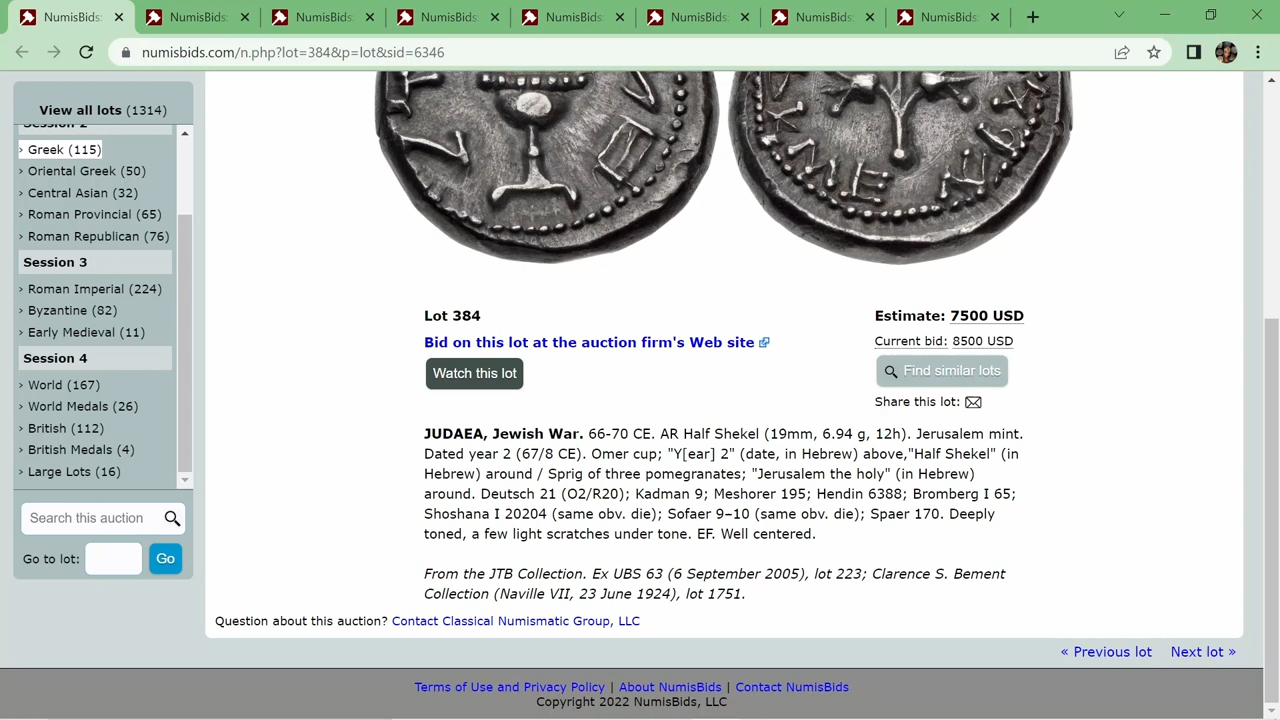 NumisBids:
NumisBids:
NumisBids:
NumisBids:
NumisBids:
NumisBids:
NumisBids:
NumisBids:
numisbids.com/n.php?lot=384&p=lot&sid=6346
View all lots (1314)
Session 2
› Greek (115)
› Oriental Greek (50)
› Central Asian (32)
› Roman Provincial (65)
› Roman Republican (76)
Session 3
› Roman Imperial (224)
› Byzantine (82)
› Early Medieval (11)
Session 4
› World (167)
› World Medals (26)
› British (112)
› British Medals (4)
› Large Lots (16)
Search this auction
Go to lot: Go
Lot 384
Estimate: 7500 USD
Bid on this lot at the auction firm's Web site
Current bid: 8500 USD
Watch this lot
Find similar lots
Share this lot:
JUDAEA, Jewish War. 66-70 CE. AR Half Shekel (19mm, 6.94 g, 12h). Jerusalem mint.
Dated year 2 (67/8 CE). Omer cup; "Y[ear] 2" (date, in Hebrew) above,"Half Shekel" (in
Hebrew) around / Sprig of three pomegranates; "Jerusalem the holy" (in Hebrew)
around. Deutsch 21 (O2/R20); Kadman 9; Meshorer 195; Hendin 6388; Bromberg I 65;
Shoshana I 20204 (same obv. die); Sofaer 9–10 (same obv. die); Spaer 170. Deeply
toned, a few light scratches under tone. EF. Well centered.
From the JTB Collection. Ex UBS 63 (6 September 2005), lot 223; Clarence S. Bement
Collection (Naville VII, 23 June 1924), lot 1751.
Question about this auction? Contact Classical Numismatic Group, LLC
« Previous lot Next lot »
Terms of Use and Privacy Policy | About NumisBids | Contact NumisBids
Copyright 2022 NumisBids, LLC